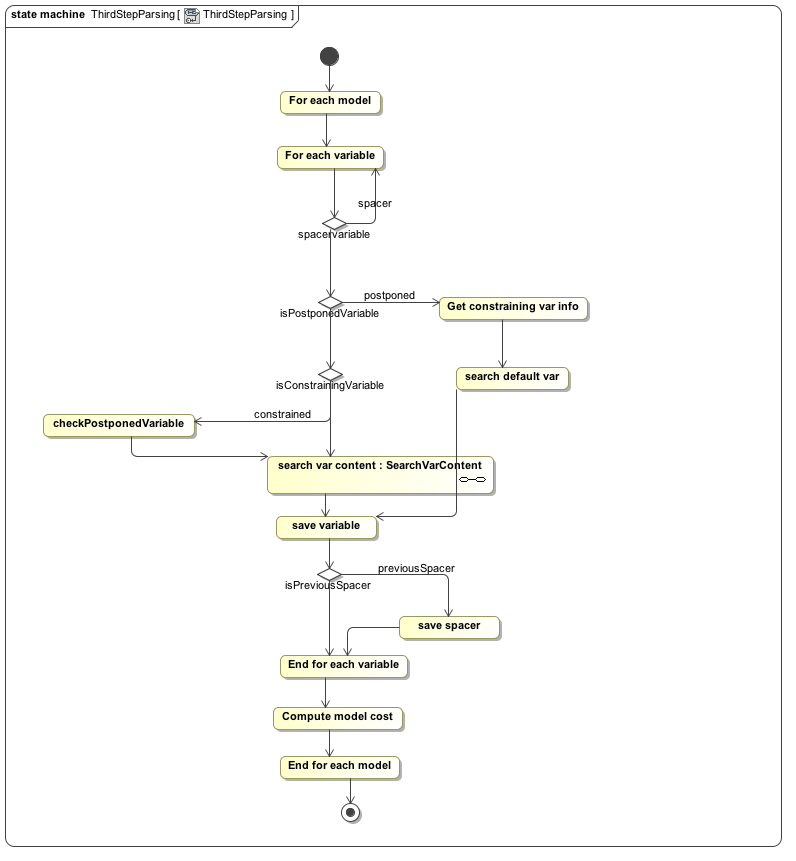 state machine ThirdStepParsing [ ThirdStepParsing ]
For each model
For each variable
spacer
spacervariable
postponed
isPostponedVariable
Get constraining var info
isConstrainingVariable
search default var
constrained
checkPostponedVariable
search var content : SearchVarContent
save variable
previousSpacer
isPreviousSpacer
save spacer
End for each variable
Compute model cost
End for each model